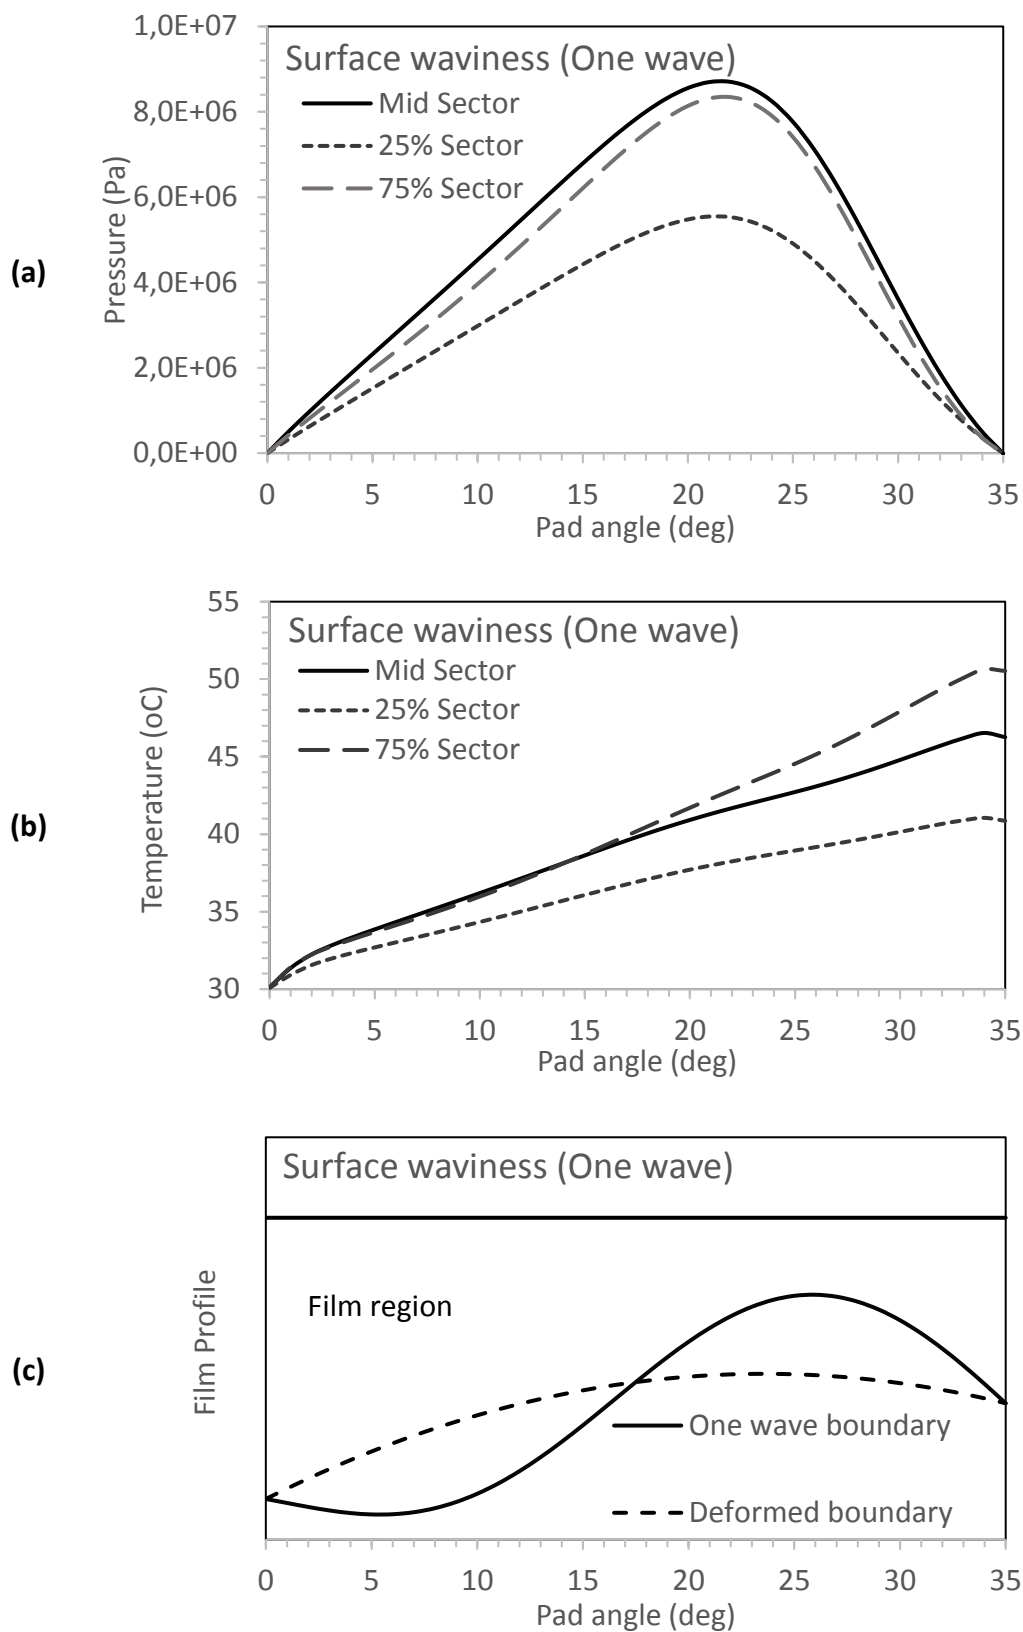 1,0E+07
Surface waviness (One wave)
Mid Sector
8,0E+06
25% Sector
75% Sector
6,0E+06
Pressure (Pa)
(a)
4,0E+06
2,0E+06
0,0E+00
0 5 10 15 20 25 30 35
Pad angle (deg)
55
Surface waviness (One wave)
Mid Sector
50
25% Sector
75% Sector
45
Temperature (oC)
(b)
40
35
30
0 5 10 15 20 25 30 35
Pad angle (deg)
Surface waviness (One wave)
Film region
Film Profile
(c)
One wave boundary
Deformed boundary
0 5 10 15 20 25 30 35
Pad angle (deg)